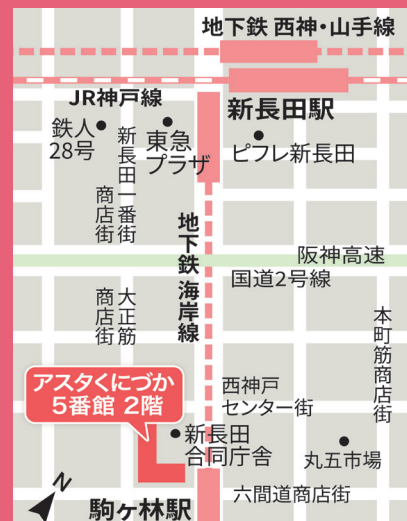 地下鉄 西神・山手線
JR神戸線
新長田駅
鉄人
28号
新長田一番街
商店街
東急
プラザ
ピフレ新長田
地下鉄 海岸線
阪神高速
国道2号線
大正筋
商店街
本町筋商店街
アスタくにづか
5番館 2階
西神戸
センター街
新長田
合同庁舎
丸五市場
六間道商店街
駒ヶ林駅
N